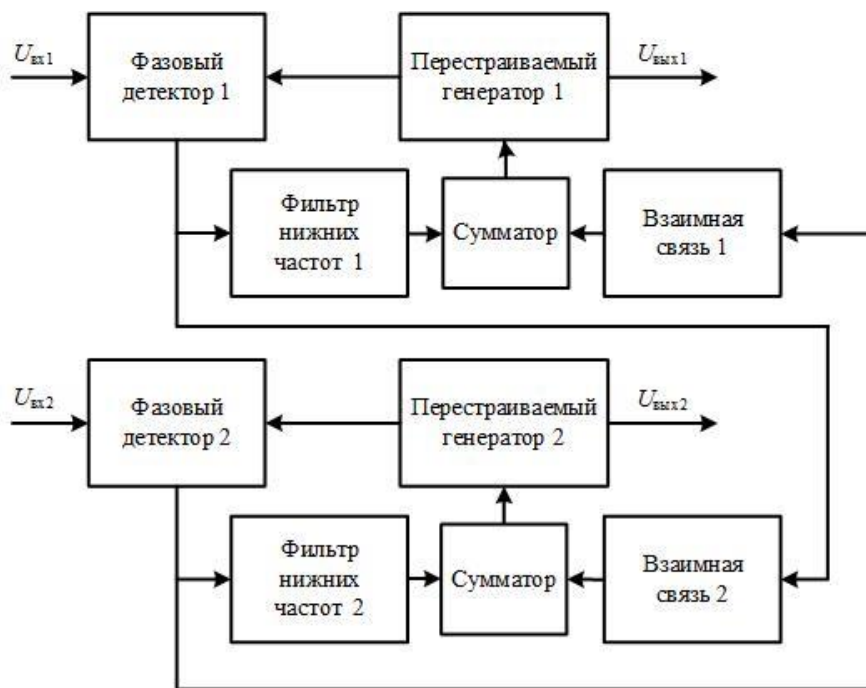 Uвх1
Фазовый
детектор 1
Перестраиваемый
генератор 1
Uвых1
Фильтр
нижних
частот 1
Сумматор
Взаимная
связь 1
Uвх2
Фазовый
детектор 2
Перестраиваемый
генератор 2
Uвых2
Фильтр
нижних
частот 2
Сумматор
Взаимная
связь 2